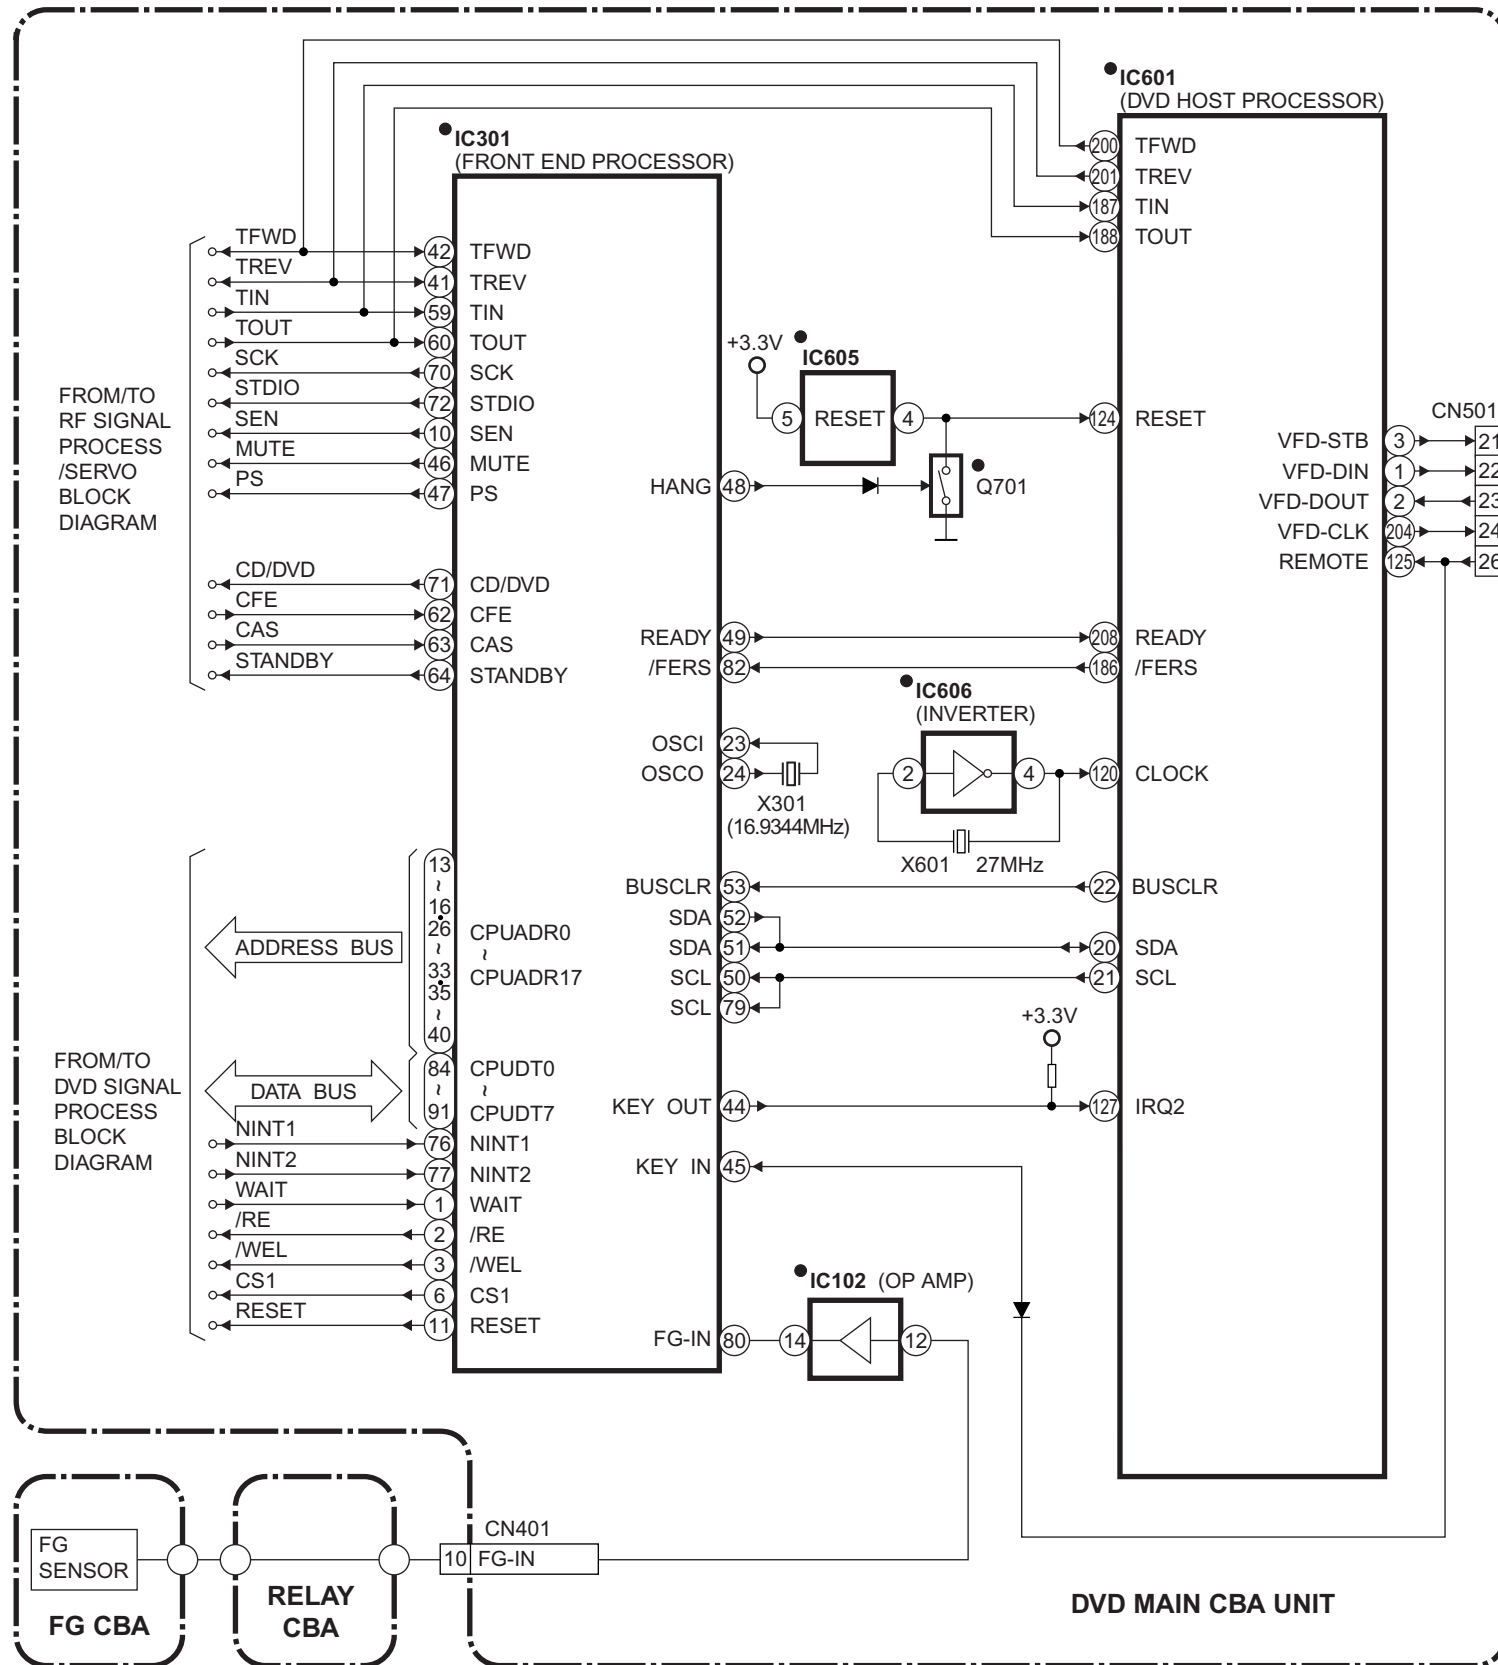 IC601
(DVD HOST PROCESSOR)
200 TFWD
201 TREV
187 TIN
188 TOUT
IC301
(FRONT END PROCESSOR)
TFWD 42 TFWD
TREV 41 TREV
TIN 59 TIN
TOUT 60 TOUT
SCK 70 SCK
STDIO 72 STDIO
SEN 10 SEN
MUTE 46 MUTE
PS 47 PS
FROM/TO
RF SIGNAL
PROCESS
/SERVO
BLOCK
DIAGRAM
CD/DVD 71 CD/DVD
CFE 62 CFE
CAS 63 CAS
STANDBY 64 STANDBY
+3.3V
IC605
5 RESET 4
124 RESET
HANG 48
Q701
CN501
VFD-STB 3 21
VFD-DIN 1 22
VFD-DOUT 2 23
VFD-CLK 204 24
REMOTE 125 26
READY 49 208 READY
/FERS 82 186 /FERS
IC606
(INVERTER)
OSCI 23
OSCO 24
X301
(16.9344MHz)
2 4 120 CLOCK
X601 27MHz
BUSCLR 53 22 BUSCLR
SDA 52
SDA 51 20 SDA
SCL 50 21 SCL
SCL 79
13
~
16
26
~
33
35
~
40
CPUADR0
~
CPUADR17
ADDRESS BUS
FROM/TO
DVD SIGNAL
PROCESS
BLOCK
DIAGRAM
DATA BUS
84 CPUDT0
~ ~
91 CPUDT7
+3.3V
KEY OUT 44 127 IRQ2
KEY IN 45
NINT1 76 NINT1
NINT2 77 NINT2
WAIT 1 WAIT
/RE 2 /RE
/WEL 3 /WEL
CS1 6 CS1
RESET 11 RESET
IC102 (OP AMP)
FG-IN 80 14 12
FG
SENSOR
FG CBA
RELAY
CBA
CN401
10 FG-IN
DVD MAIN CBA UNIT